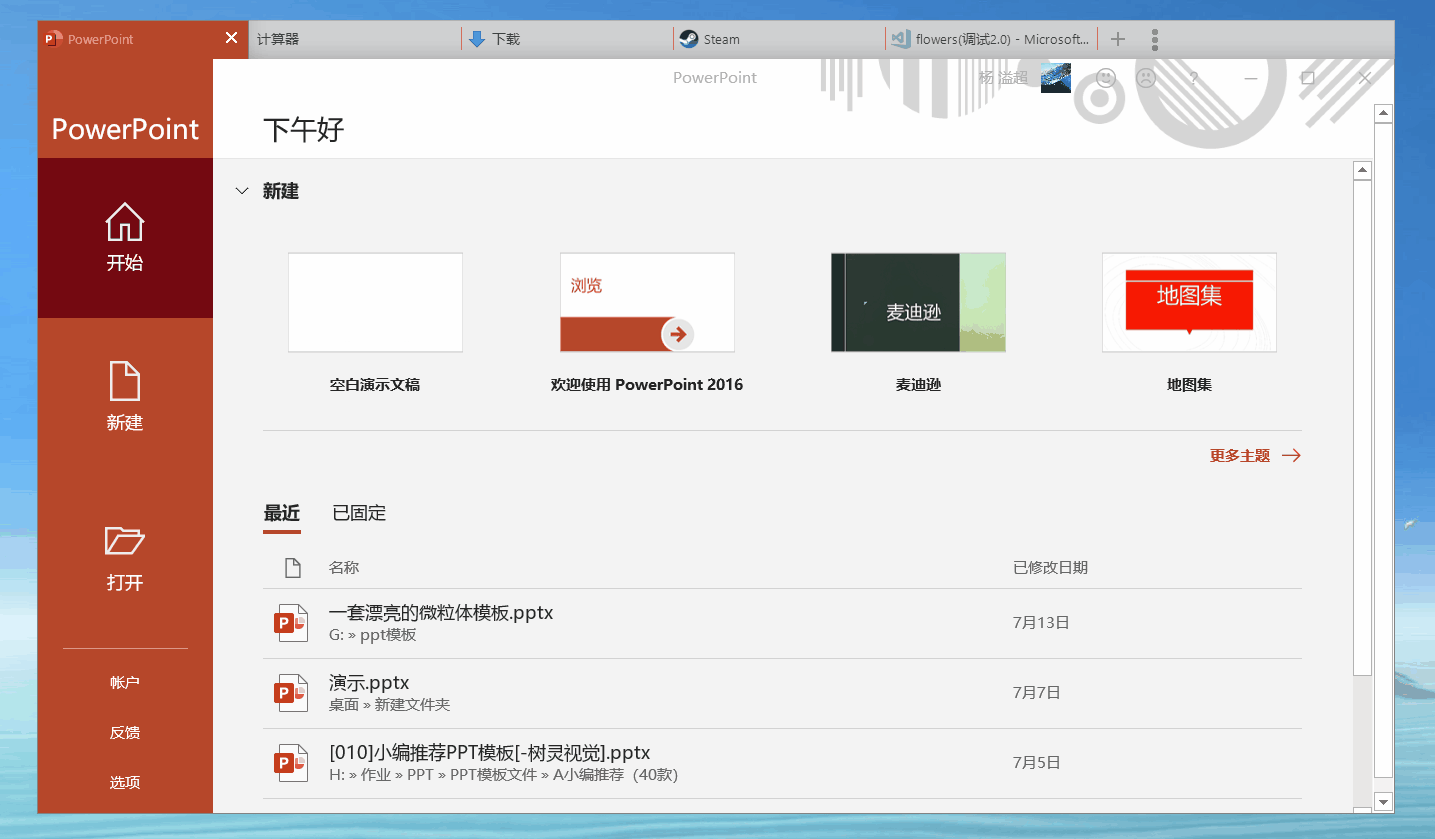 PowerPoint
计算器
下载
Steam
flowers(调试2.0) - Microsoft...
PowerPoint
杨 溢超
?
PowerPoint
下午好
新建
开始
新建
打开
帐户
反馈
选项
浏览
麦迪逊
地图集
空白演示文稿
欢迎使用 PowerPoint 2016
麦迪逊
地图集
更多主题
最近
已固定
名称
已修改日期
一套漂亮的微粒体模板.pptx
G: » ppt模板
7月13日
演示.pptx
桌面 » 新建文件夹
7月7日
[010]小编推荐PPT模板[-树灵视觉].pptx
H: » 作业 » PPT » PPT模板文件 » A小编推荐（40款）
7月5日